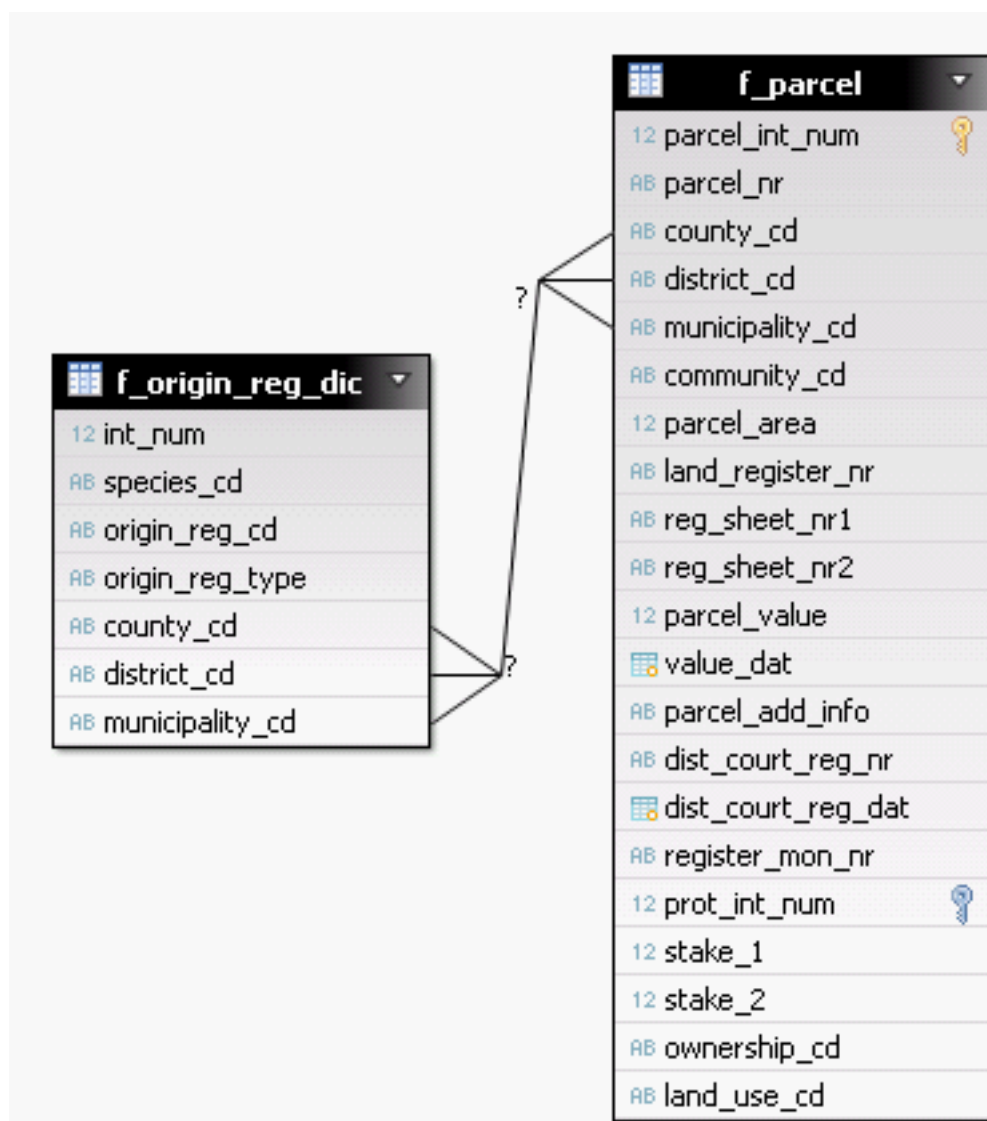 f_parcel
12 parcel_int_num
AB parcel_nr
AB county_cd
AB district_cd
AB municipality_cd
AB community_cd
12 parcel_area
AB land_register_nr
AB reg_sheet_nr1
AB reg_sheet_nr2
12 parcel_value
value_dat
AB parcel_add_info
AB dist_court_reg_nr
dist_court_reg_dat
AB register_mon_nr
12 prot_int_num
12 stake_1
12 stake_2
AB ownership_cd
AB land_use_cd
?
f_origin_reg_dic
12 int_num
AB species_cd
AB origin_reg_cd
AB origin_reg_type
AB county_cd
AB district_cd
AB municipality_cd
?